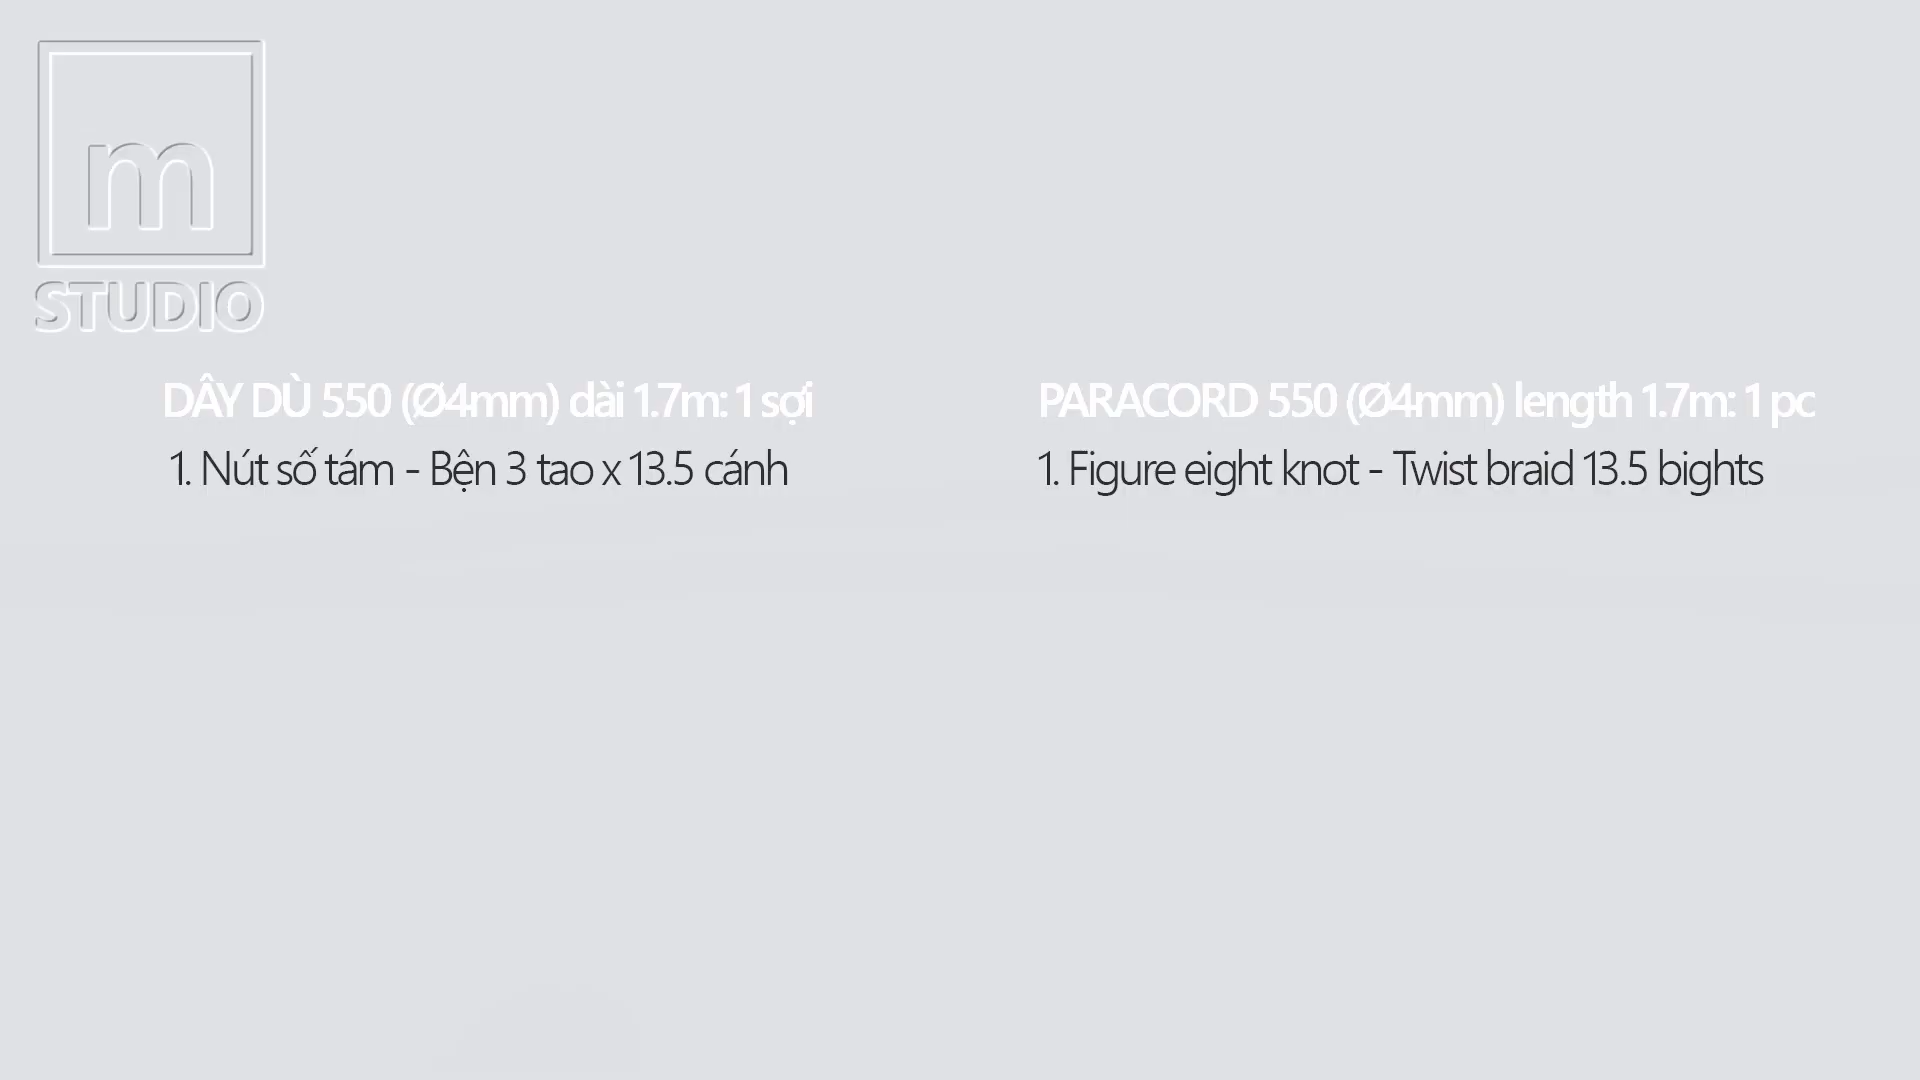 m
STUDIO
DÂY DÙ 550 (Ø4mm) dài 1.7m: 1 sợi
1. Nút số tám - Bện 3 tao x 13.5 cánh
PARACORD 550 (Ø4mm) length 1.7m: 1 pc
1. Figure eight knot - Twist braid 13.5 bights